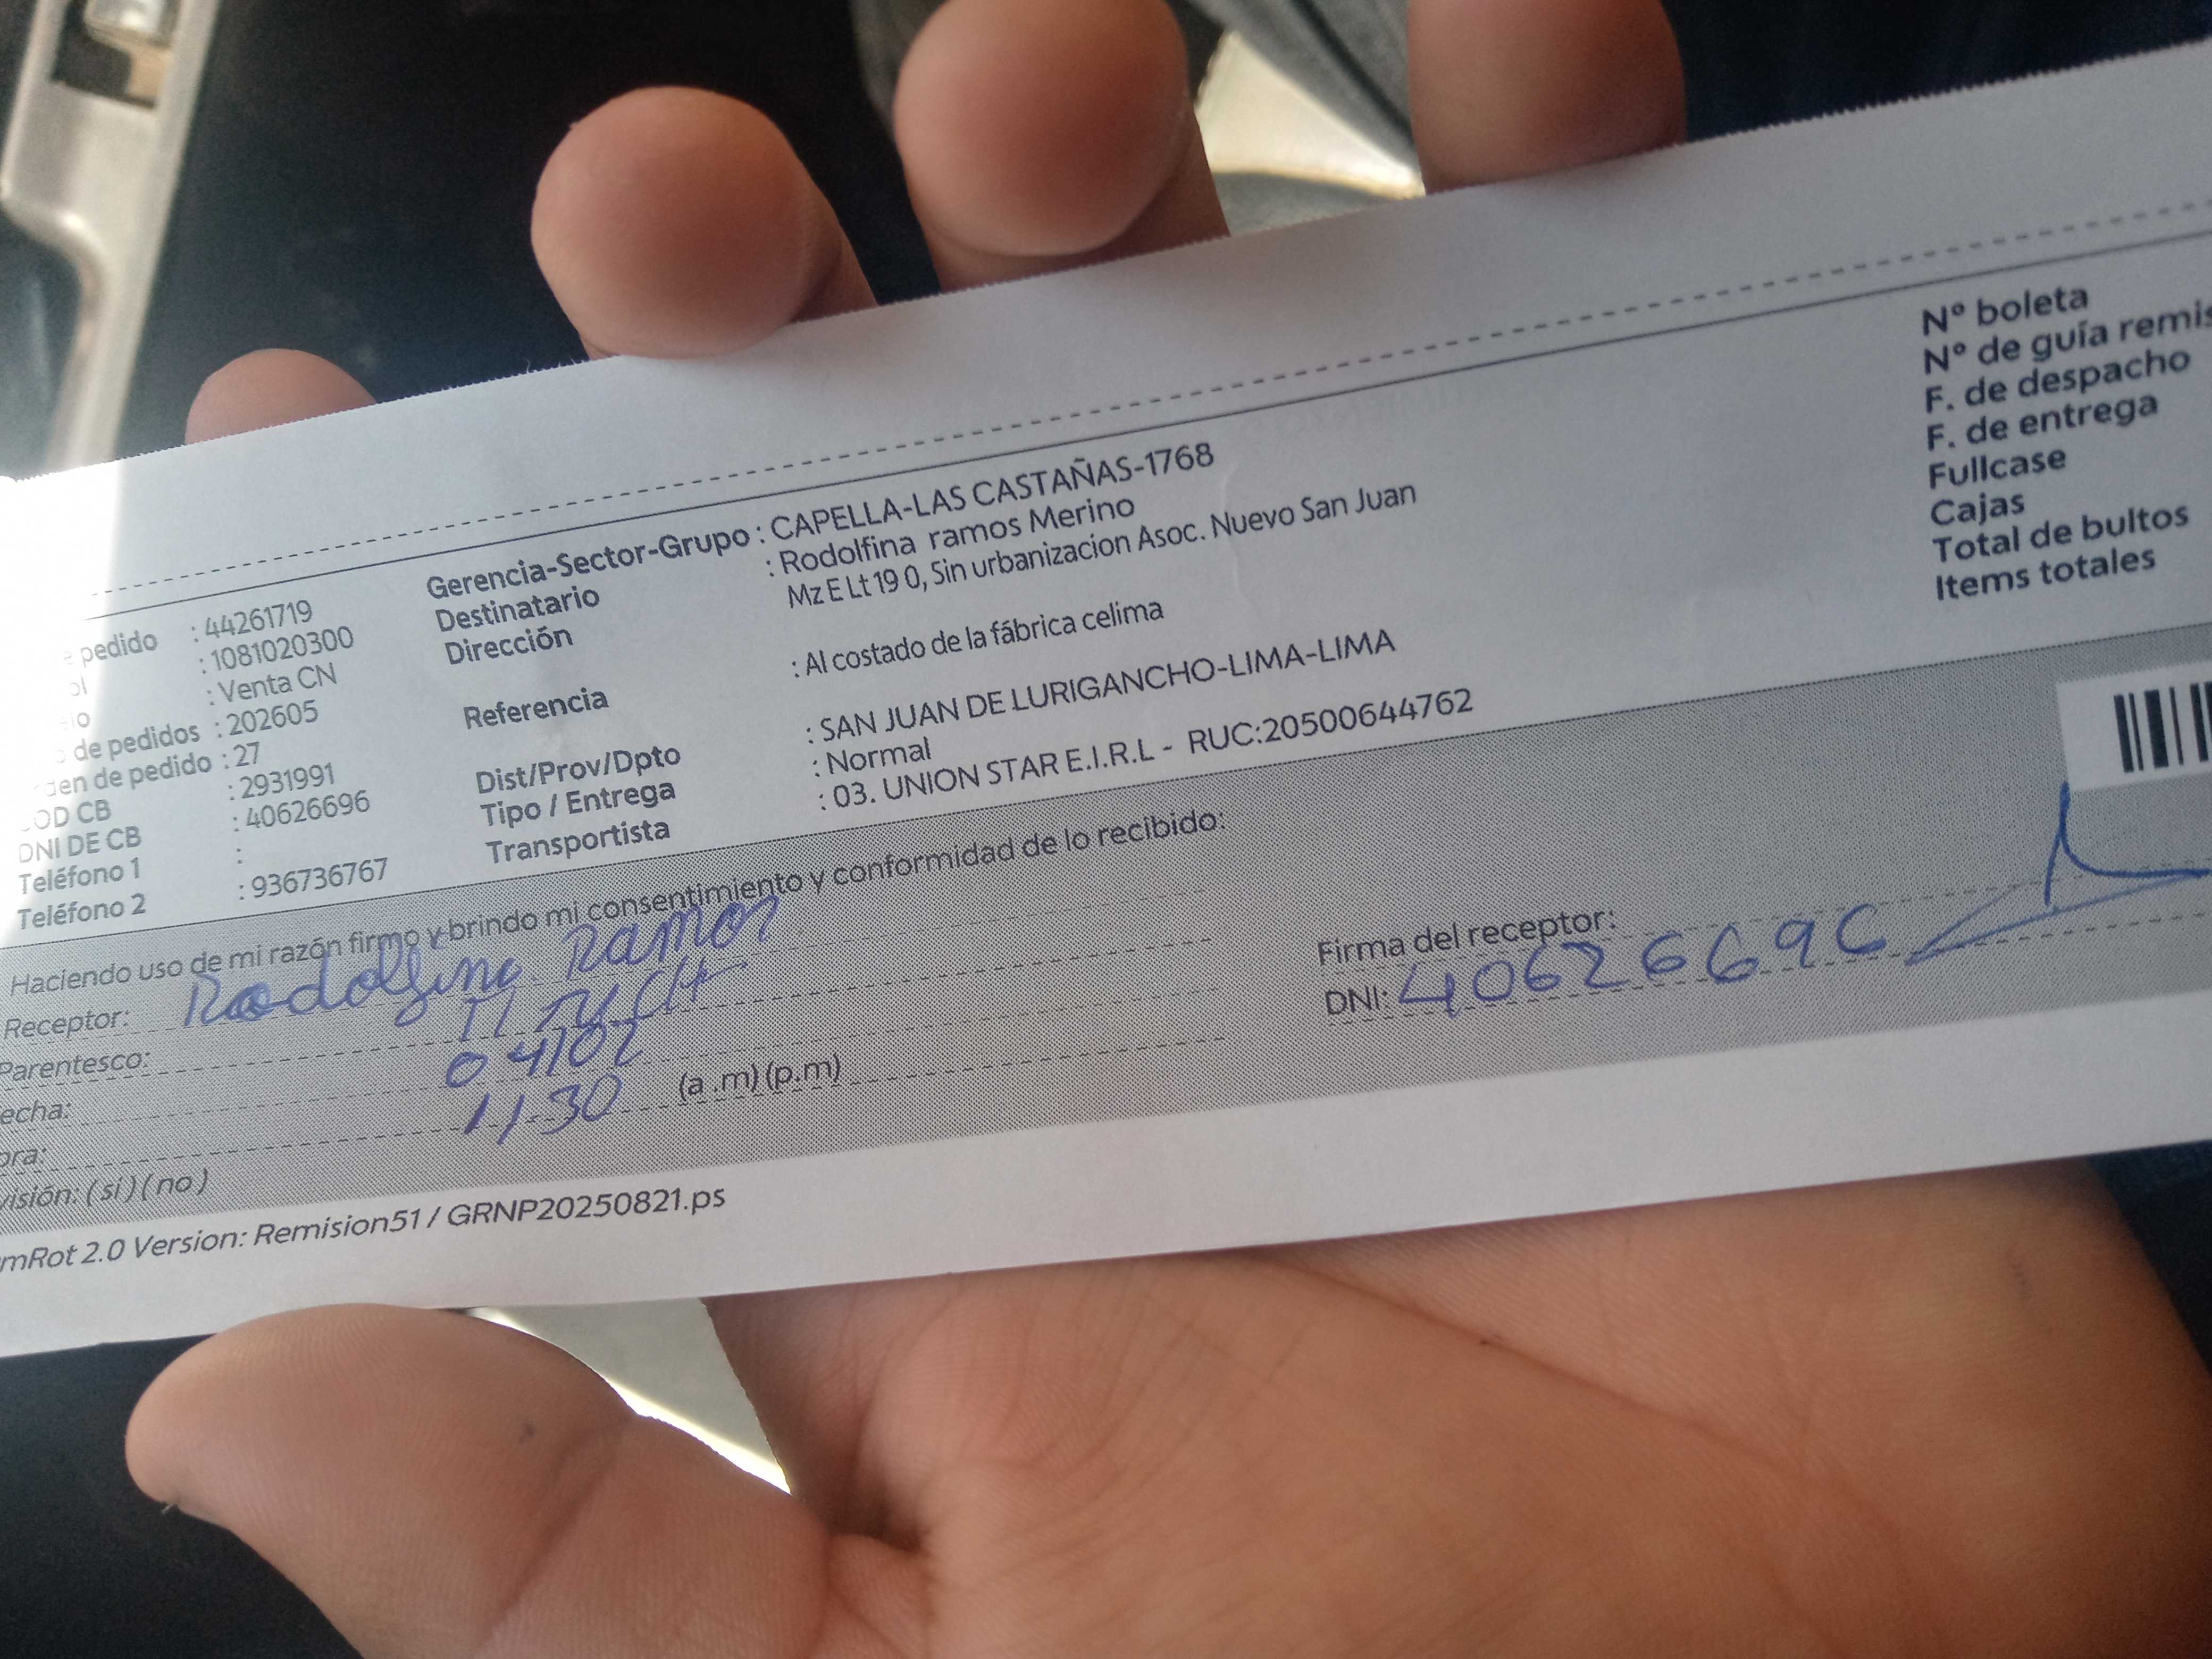 pedido : 44261719
: 1081020300
: Venta CN
de pedidos : 202605
den de pedido : 27
COD CB : 2931991
DNI DE CB : 40626696
Teléfono 1 :
Teléfono 2 : 936736767
Gerencia-Sector-Grupo : CAPELLA-LAS CASTAÑAS-1768
Destinatario : Rodolfina ramos Merino
Dirección Mz E Lt 19 0, Sin urbanizacion Asoc. Nuevo San Juan
Referencia : Al costado de la fábrica celima
Dist/Prov/Dpto : SAN JUAN DE LURIGANCHO-LIMA-LIMA
Tipo / Entrega : Normal
Transportista : 03. UNION STAR E.I.R.L - RUC:20500644762
Nº boleta
Nº de guía remis
F. de despacho
F. de entrega
Fullcase
Cajas
Total de bultos
Items totales
Haciendo uso de mi razón firmo y brindo mi consentimiento y conformidad de lo recibido:
Receptor: Rodolfina Ramos
Parentesco:
echa: 04/02
ora: 11-30 (a .m) (p.m)
visión: ( si ) ( no )
Firma del receptor:
DNI: 40626696
mRot 2.0 Version: Remision51 / GRNP20250821.ps